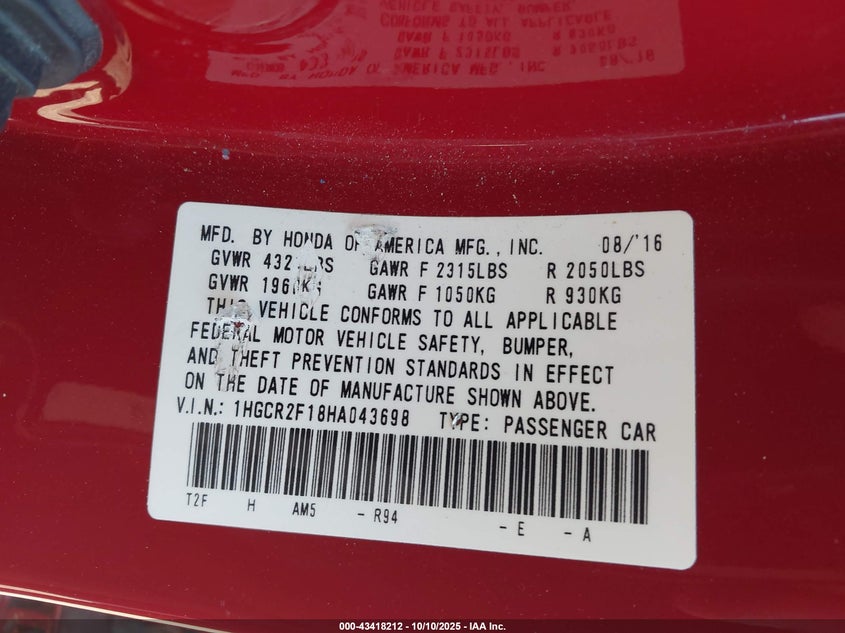 MFD. BY HONDA OF AMERICA MFG., INC. 08/'16
GVWR GAWR F 2315LBS R 2050LBS
GVWR GAWR F 1050KG R 930KG
THIS VEHICLE CONFORMS TO ALL APPLICABLE
FEDERAL MOTOR VEHICLE SAFETY, BUMPER,
AND THEFT PREVENTION STANDARDS IN EFFECT
ON THE DATE OF MANUFACTURE SHOWN ABOVE.
V.I.N.: 1HGCR2F18HA043698 TYPE: PASSENGER CAR
T2F H AM5 - R94 - E - A
000-43418212 - 10/10/2025 - IAA Inc.